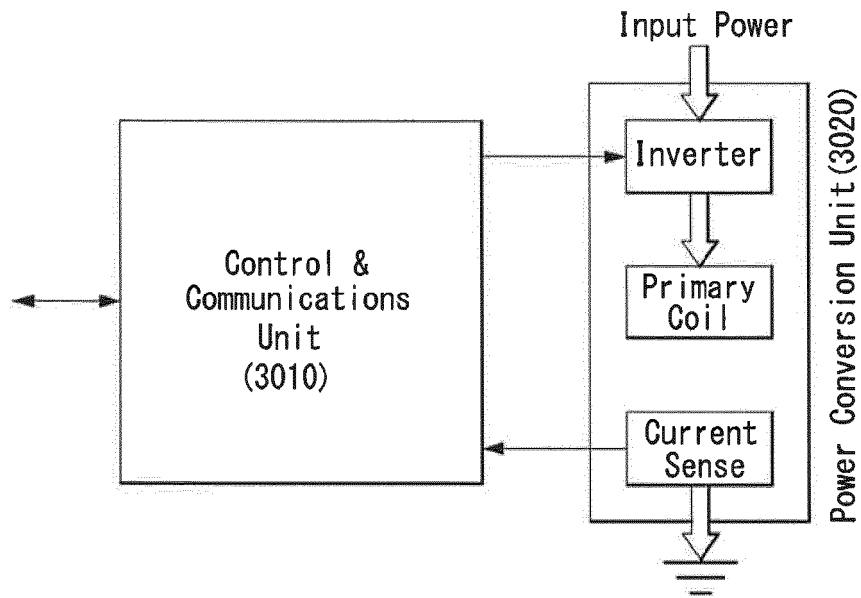 Input Power
Inverter
Control &
Communications
Unit
(3010)
Primary
Coil
Current
Sense
Power Conversion Unit(3020)